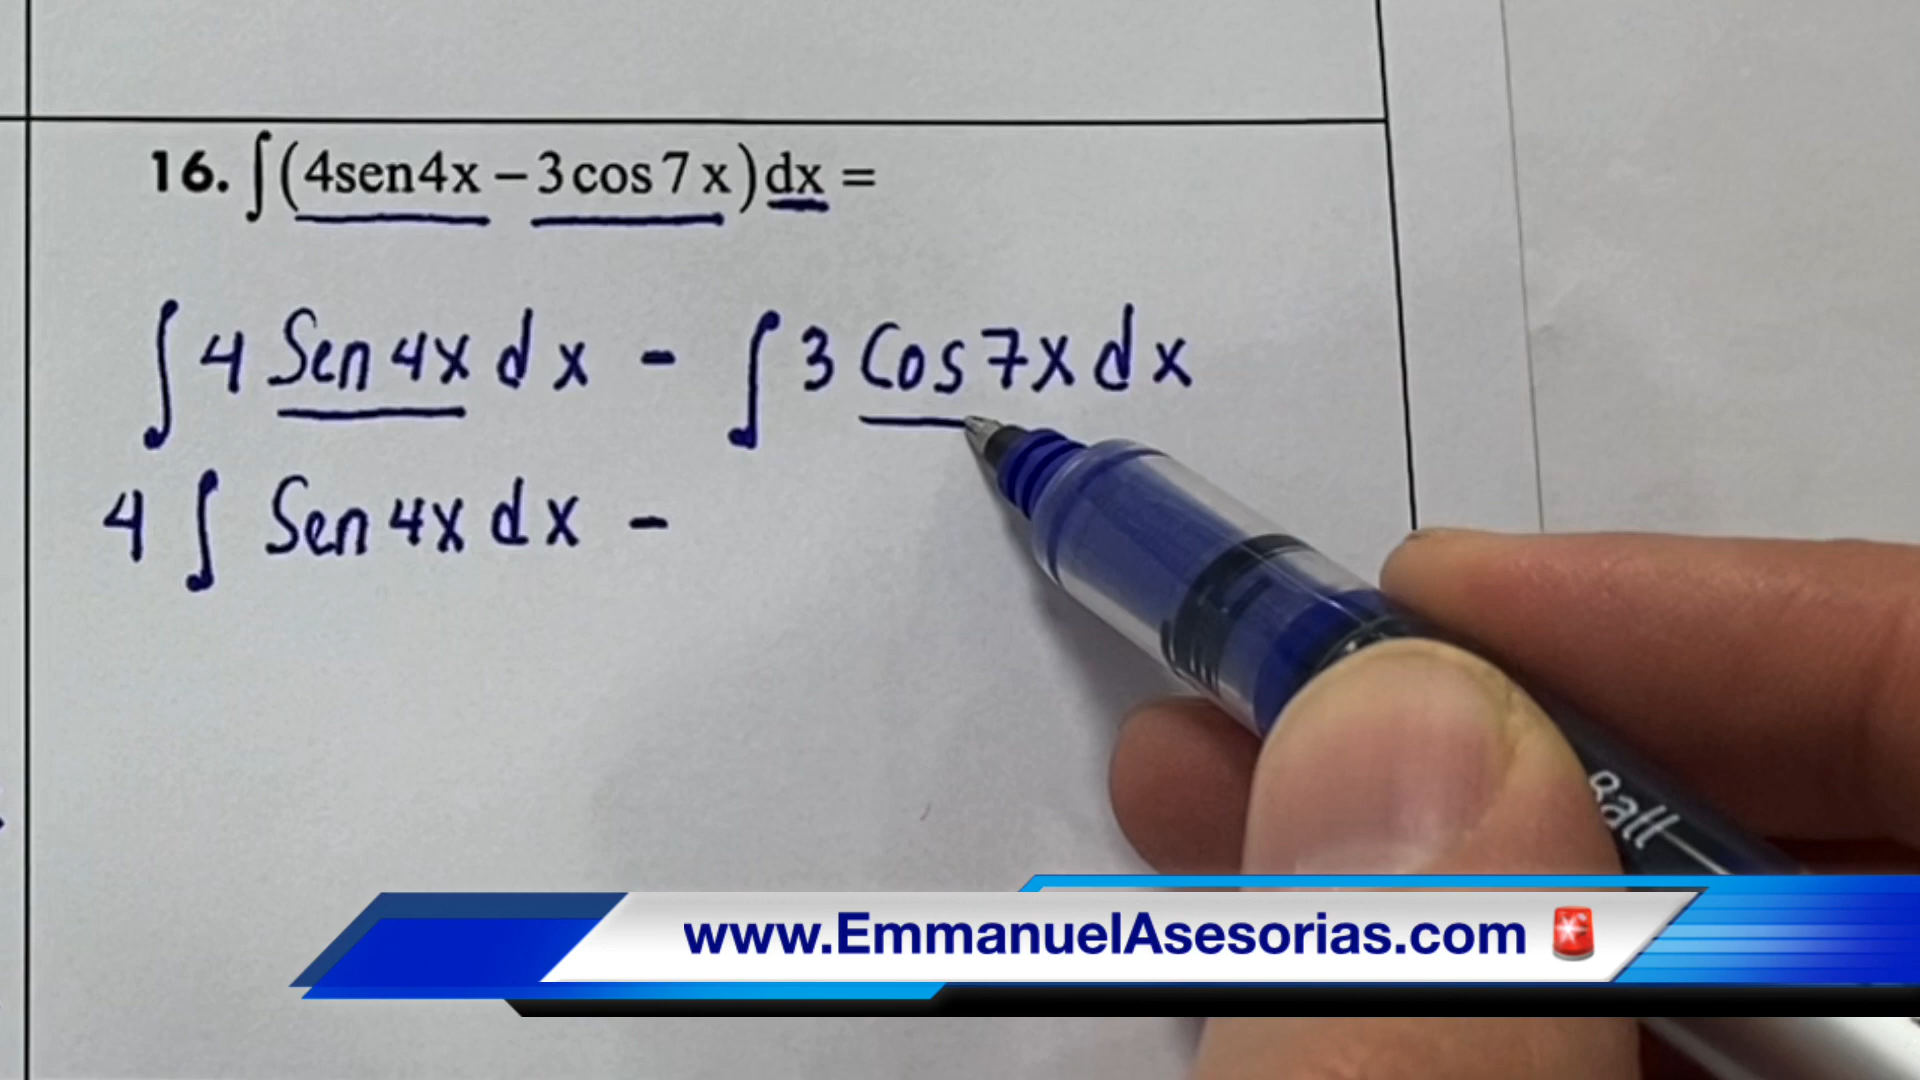 16. ∫(4sen4x − 3cos7x)dx =
∫ 4 Sen 4x dx - ∫ 3 Cos 7x dx
4 ∫ Sen 4x dx -
Ball
www.EmmanuelAsesorias.com 🚨